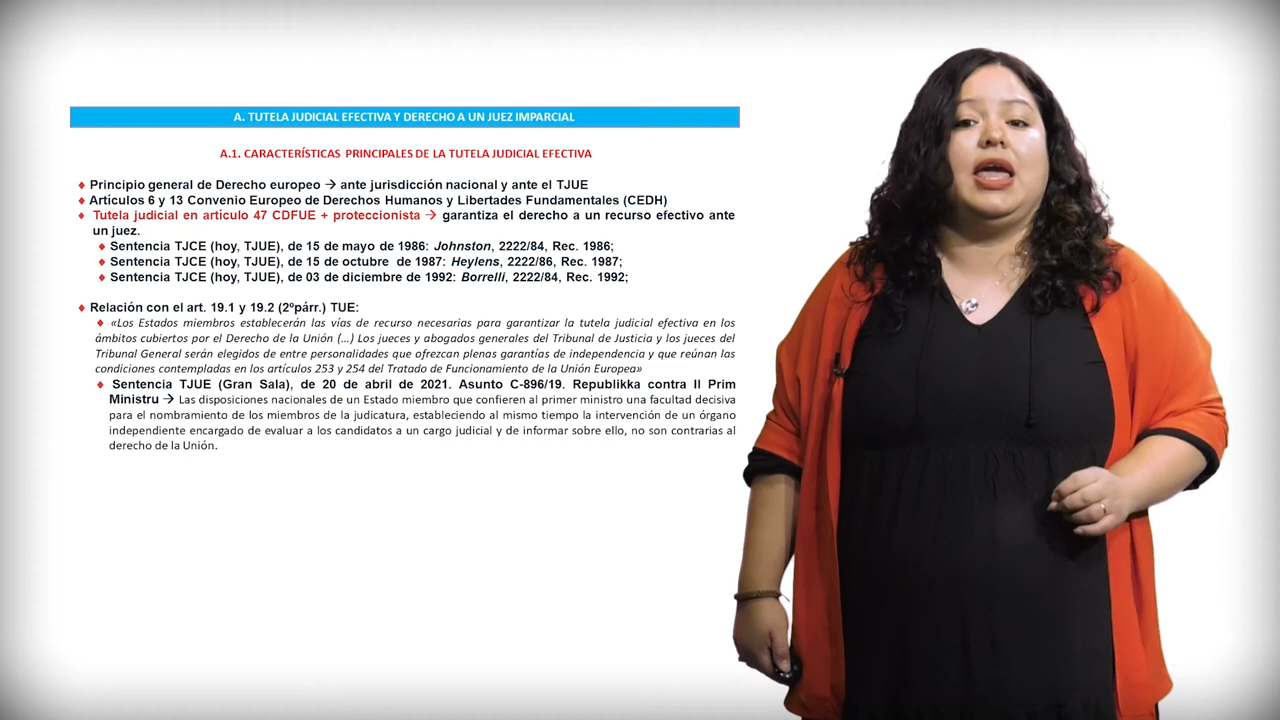 A. TUTELA JUDICIAL EFECTIVA Y DERECHO A UN JUEZ IMPARCIAL
A.1. CARACTERÍSTICAS PRINCIPALES DE LA TUTELA JUDICIAL EFECTIVA
♦ Principio general de Derecho europeo → ante jurisdicción nacional y ante el TJUE
♦ Artículos 6 y 13 Convenio Europeo de Derechos Humanos y Libertades Fundamentales (CEDH)
♦ Tutela judicial en artículo 47 CDFUE + proteccionista → garantiza el derecho a un recurso efectivo ante
un juez.
♦ Sentencia TJCE (hoy, TJUE), de 15 de mayo de 1986: Johnston, 2222/84, Rec. 1986;
♦ Sentencia TJCE (hoy, TJUE), de 15 de octubre de 1987: Heylens, 2222/86, Rec. 1987;
♦ Sentencia TJCE (hoy, TJUE), de 03 de diciembre de 1992: Borrelli, 2222/84, Rec. 1992;
♦ Relación con el art. 19.1 y 19.2 (2ºpárr.) TUE:
♦ «Los Estados miembros establecerán las vías de recurso necesarias para garantizar la tutela judicial efectiva en los
ámbitos cubiertos por el Derecho de la Unión (…) Los jueces y abogados generales del Tribunal de Justicia y los jueces del
Tribunal General serán elegidos de entre personalidades que ofrezcan plenas garantías de independencia y que reúnan las
condiciones contempladas en los artículos 253 y 254 del Tratado de Funcionamiento de la Unión Europea»
♦ Sentencia TJUE (Gran Sala), de 20 de abril de 2021. Asunto C-896/19. Republikka contra Il Prim
Ministru → Las disposiciones nacionales de un Estado miembro que confieren al primer ministro una facultad decisiva
para el nombramiento de los miembros de la judicatura, estableciendo al mismo tiempo la intervención de un órgano
independiente encargado de evaluar a los candidatos a un cargo judicial y de informar sobre ello, no son contrarias al
derecho de la Unión.